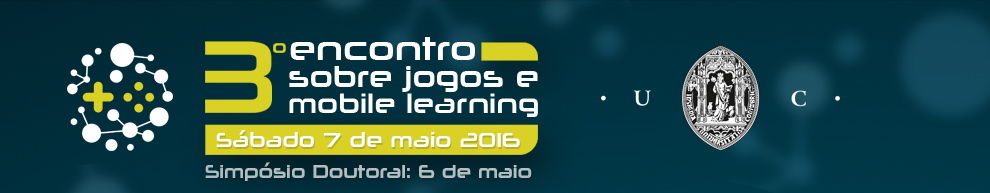 3º encontro
sobre jogos e
mobile learning
Sábado 7 de maio 2016
Simpósio Doutoral: 6 de maio
· U C ·